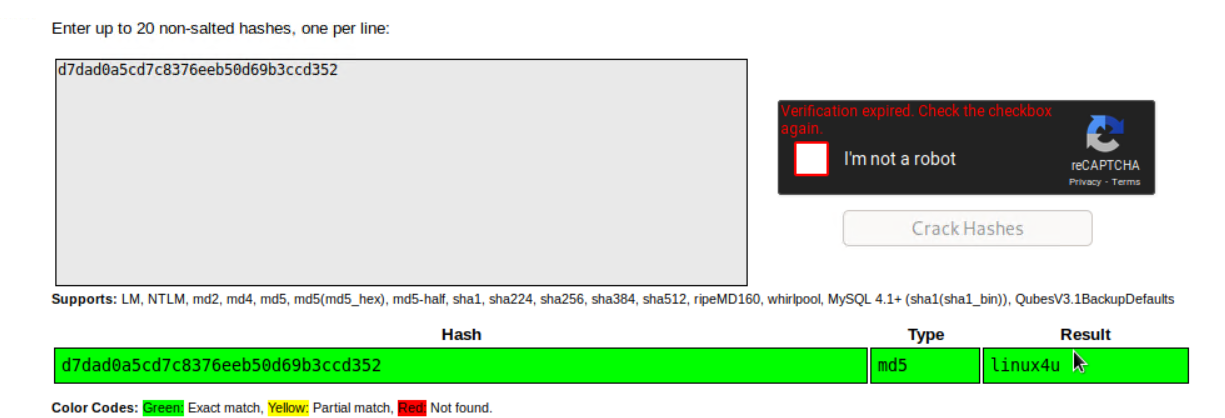 Enter up to 20 non-salted hashes, one per line:
d7dad0a5cd7c8376eeb50d69b3ccd352
Verification expired. Check the checkbox
again.
I'm not a robot
reCAPTCHA
Privacy - Terms
Crack Hashes
Supports: LM, NTLM, md2, md4, md5, md5(md5_hex), md5-half, sha1, sha224, sha256, sha384, sha512, ripeMD160, whirlpool, MySQL 4.1+ (sha1(sha1_bin)), QubesV3.1BackupDefaults
Hash Type Result
d7dad0a5cd7c8376eeb50d69b3ccd352 md5 linux4u
Color Codes: Green: Exact match, Yellow: Partial match, Red: Not found.